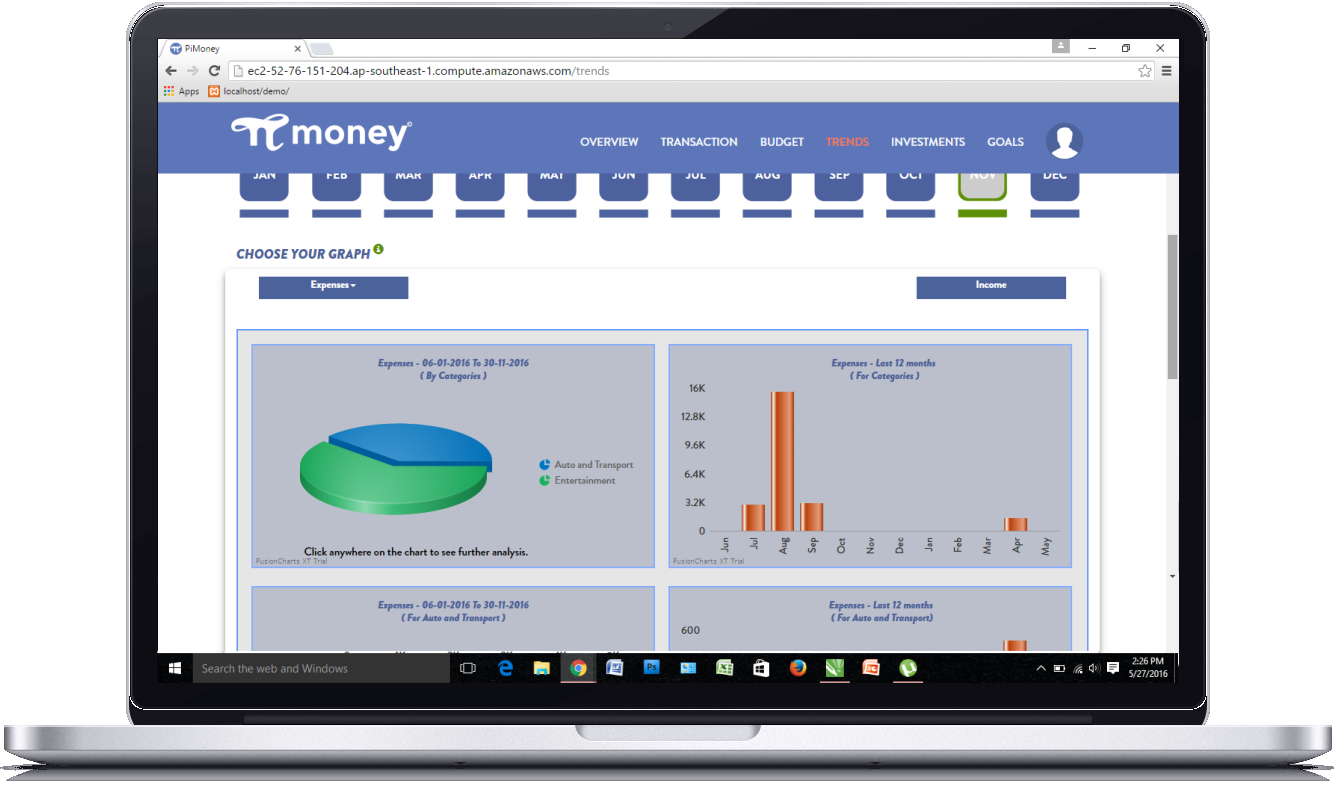 PiMoney
ec2-52-76-151-204.ap-southeast-1.compute.amazonaws.com/trends
Apps localhost/demo/
money©
OVERVIEW TRANSACTION BUDGET TRENDS INVESTMENTS GOALS
JAN FEB MAR APR MAY JUN JUL AUG SEP OCT NOV DEC
CHOOSE YOUR GRAPH
Expenses Income
Expenses - 06-01-2016 To 30-11-2016
( By Categories )
Auto and Transport
Entertainment
Click anywhere on the chart to see further analysis.
FusionCharts XT Trial
Expenses - Last 12 months
( For Categories )
16K
12.8K
9.6K
6.4K
3.2K
0
Jun Jul Aug Sep Oct Nov Dec Jan Feb Mar Apr May
FusionCharts XT Trial
Expenses - 06-01-2016 To 30-11-2016
( For Auto and Transport )
Expenses - Last 12 months
( For Auto and Transport)
600
Search the web and Windows
2:26 PM
5/27/2016